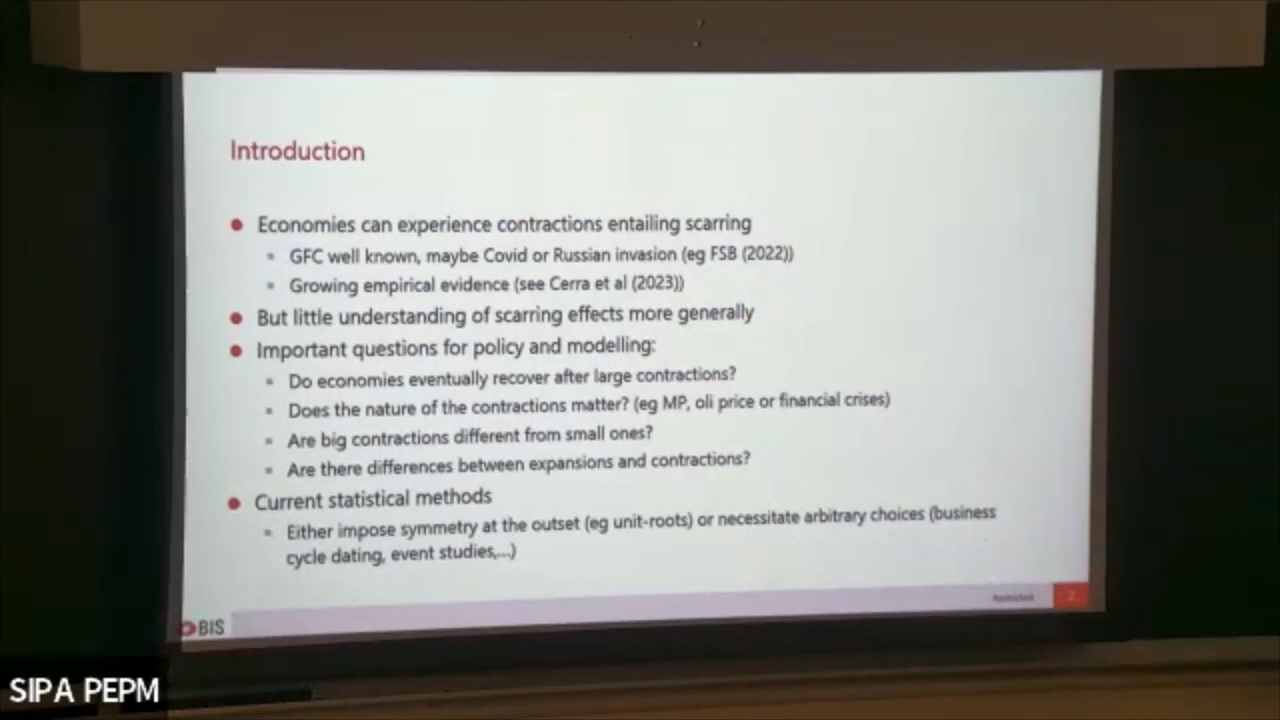 Introduction
Economies can experience contractions entailing scarring
GFC well known, maybe Covid or Russian invasion (eg FSB (2022))
Growing empirical evidence (see Cerra et al (2023))
But little understanding of scarring effects more generally
Important questions for policy and modelling:
Do economies eventually recover after large contractions?
Does the nature of the contractions matter? (eg MP, oli price or financial crises)
Are big contractions different from small ones?
Are there differences between expansions and contractions?
Current statistical methods
Either impose symmetry at the outset (eg unit-roots) or necessitate arbitrary choices (business
cycle dating, event studies,...)
Restricted
2
BIS
SIPA PEPM